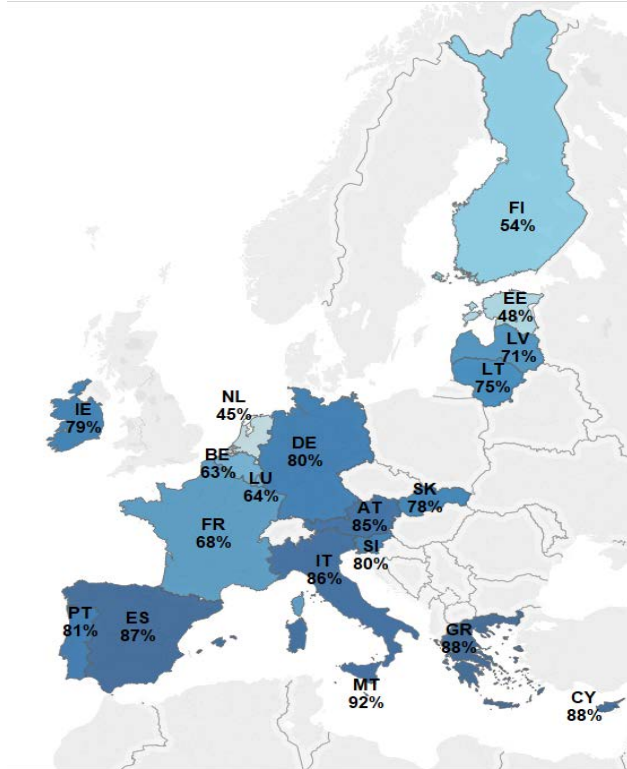 FI
54%
EE
48%
LV
71%
LT
75%
NL
45%
IE
79%
DE
80%
BE
63%
LU
64%
SK
78%
AT
85%
FR
68%
SI
80%
IT
86%
PT
81%
ES
87%
GR
88%
MT
92%
CY
88%